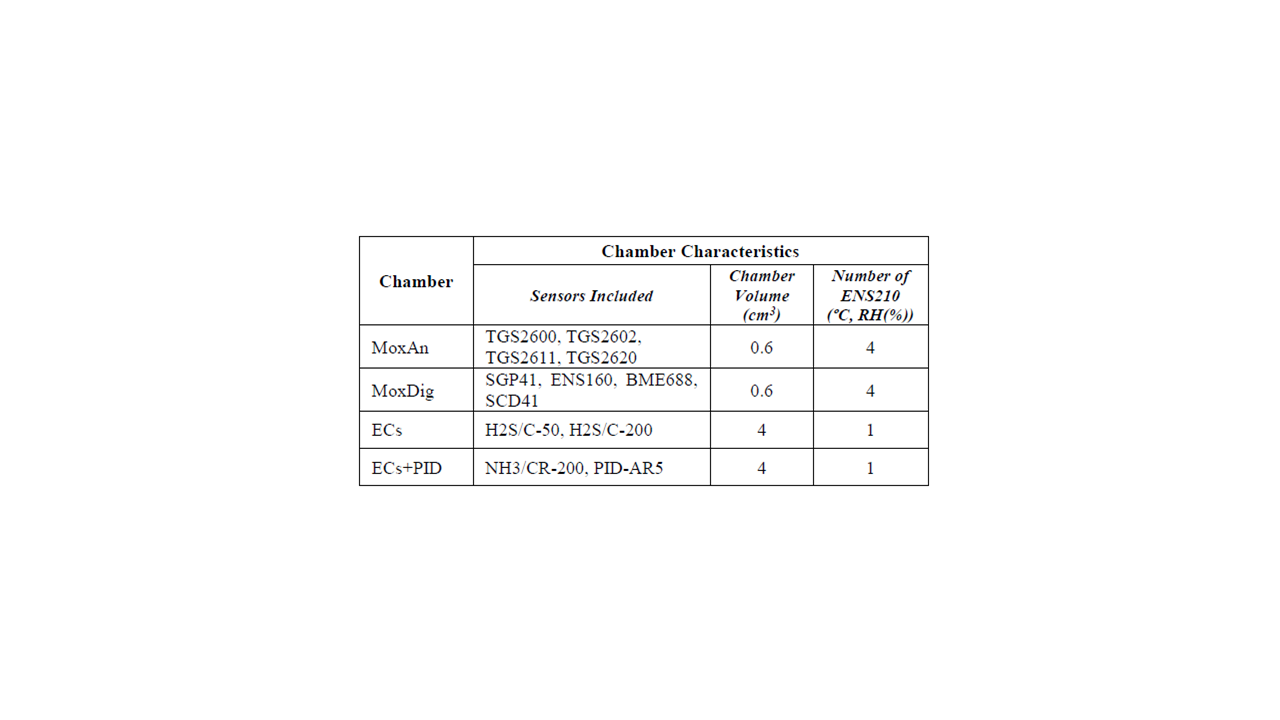 Chamber
Chamber Characteristics
Sensors Included
Chamber
Volume
(cm³)
Number of
ENS210
(ºC, RH(%))
MoxAn
TGS2600, TGS2602,
TGS2611, TGS2620
0.6
4
MoxDig
SGP41, ENS160, BME688,
SCD41
0.6
4
ECs
H2S/C-50, H2S/C-200
4
1
ECs+PID
NH3/CR-200, PID-AR5
4
1